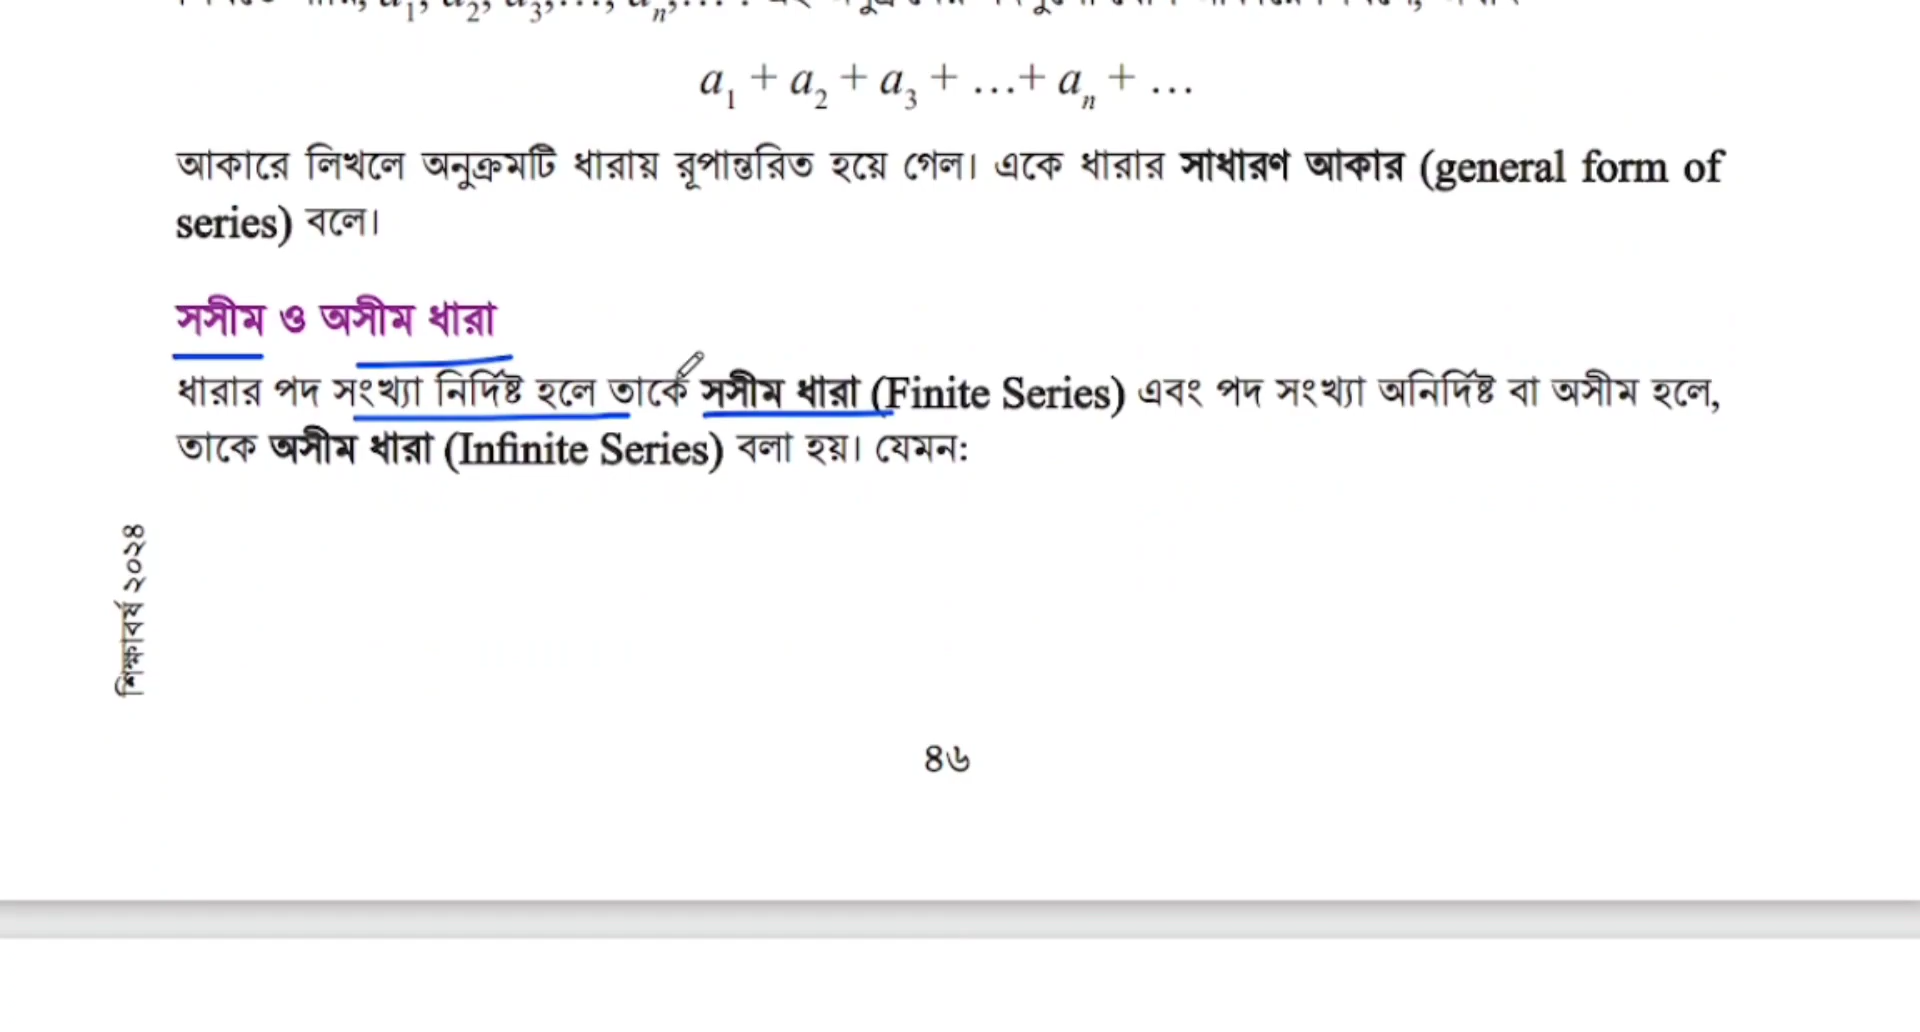 a₁ + a₂ + a₃ + ...+ aₙ + ...
আকারে লিখলে অনুক্রমটি ধারায় রূপান্তরিত হয়ে গেল। একে ধারার সাধারণ আকার (general form of
series) বলে।
সসীম ও অসীম ধারা
ধারার পদ সংখ্যা নির্দিষ্ট হলে তাকে সসীম ধারা (Finite Series) এবং পদ সংখ্যা অনির্দিষ্ট বা অসীম হলে,
তাকে অসীম ধারা (Infinite Series) বলা হয়। যেমন:
শিক্ষাবর্ষ ২০২৪
৪৬